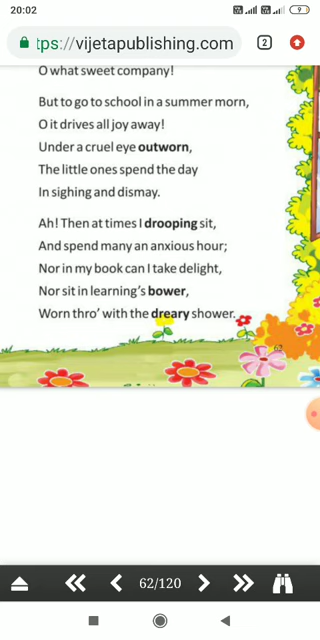 20:02
9
tps://vijetapublishing.com
2
O what sweet company!
But to go to school in a summer morn,
O it drives all joy away!
Under a cruel eye outworn,
The little ones spend the day
In sighing and dismay.
Ah! Then at times I drooping sit,
And spend many an anxious hour;
Nor in my book can I take delight,
Nor sit in learning's bower,
Worn thro' with the dreary shower.
62
62/120